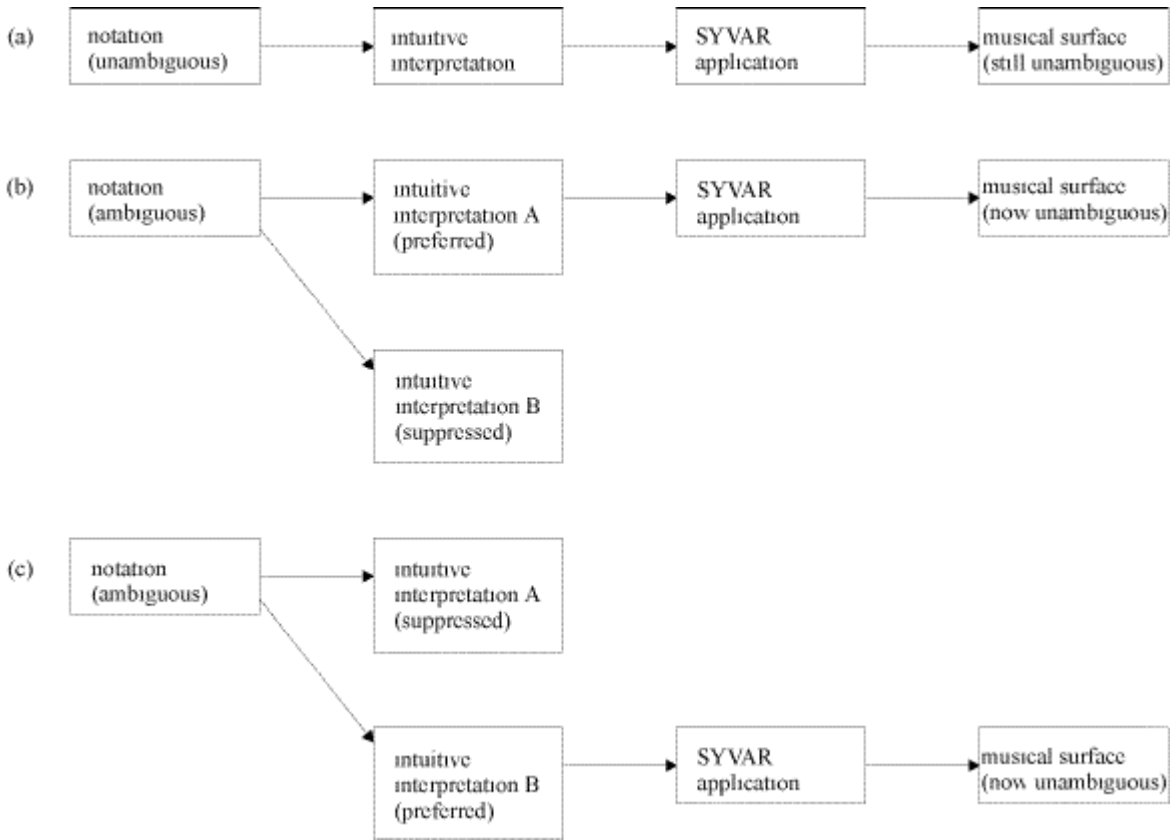 (a)
notation
(unambiguous)
intuitive
interpretation
SYVAR
application
musical surface
(still unambiguous)
(b)
notation
(ambiguous)
intuitive
interpretation A
(preferred)
SYVAR
application
musical surface
(now unambiguous)
intuitive
interpretation B
(suppressed)
(c)
notation
(ambiguous)
intuitive
interpretation A
(suppressed)
intuitive
interpretation B
(preferred)
SYVAR
application
musical surface
(now unambiguous)